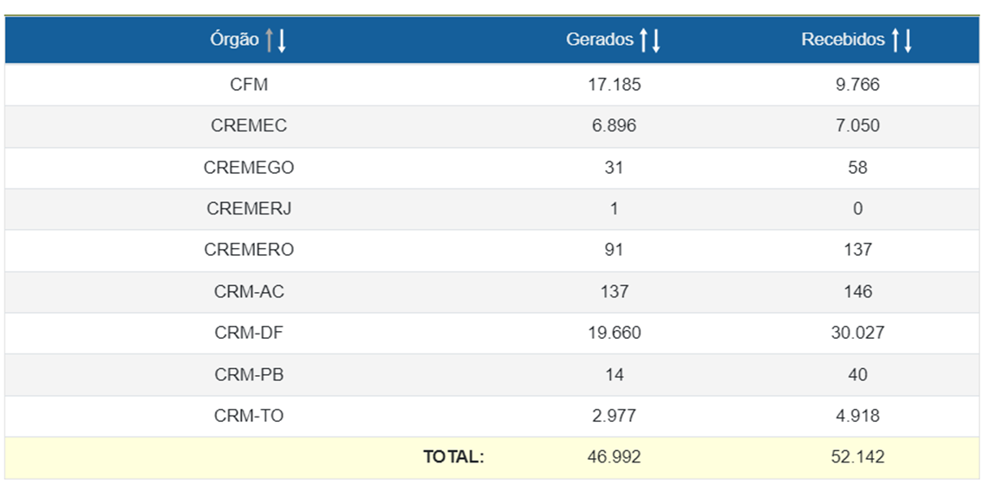 Órgão Gerados Recebidos
CFM 17.185 9.766
CREMEC 6.896 7.050
CREMEGO 31 58
CREMERJ 1 0
CREMERO 91 137
CRM-AC 137 146
CRM-DF 19.660 30.027
CRM-PB 14 40
CRM-TO 2.977 4.918
TOTAL: 46.992 52.142